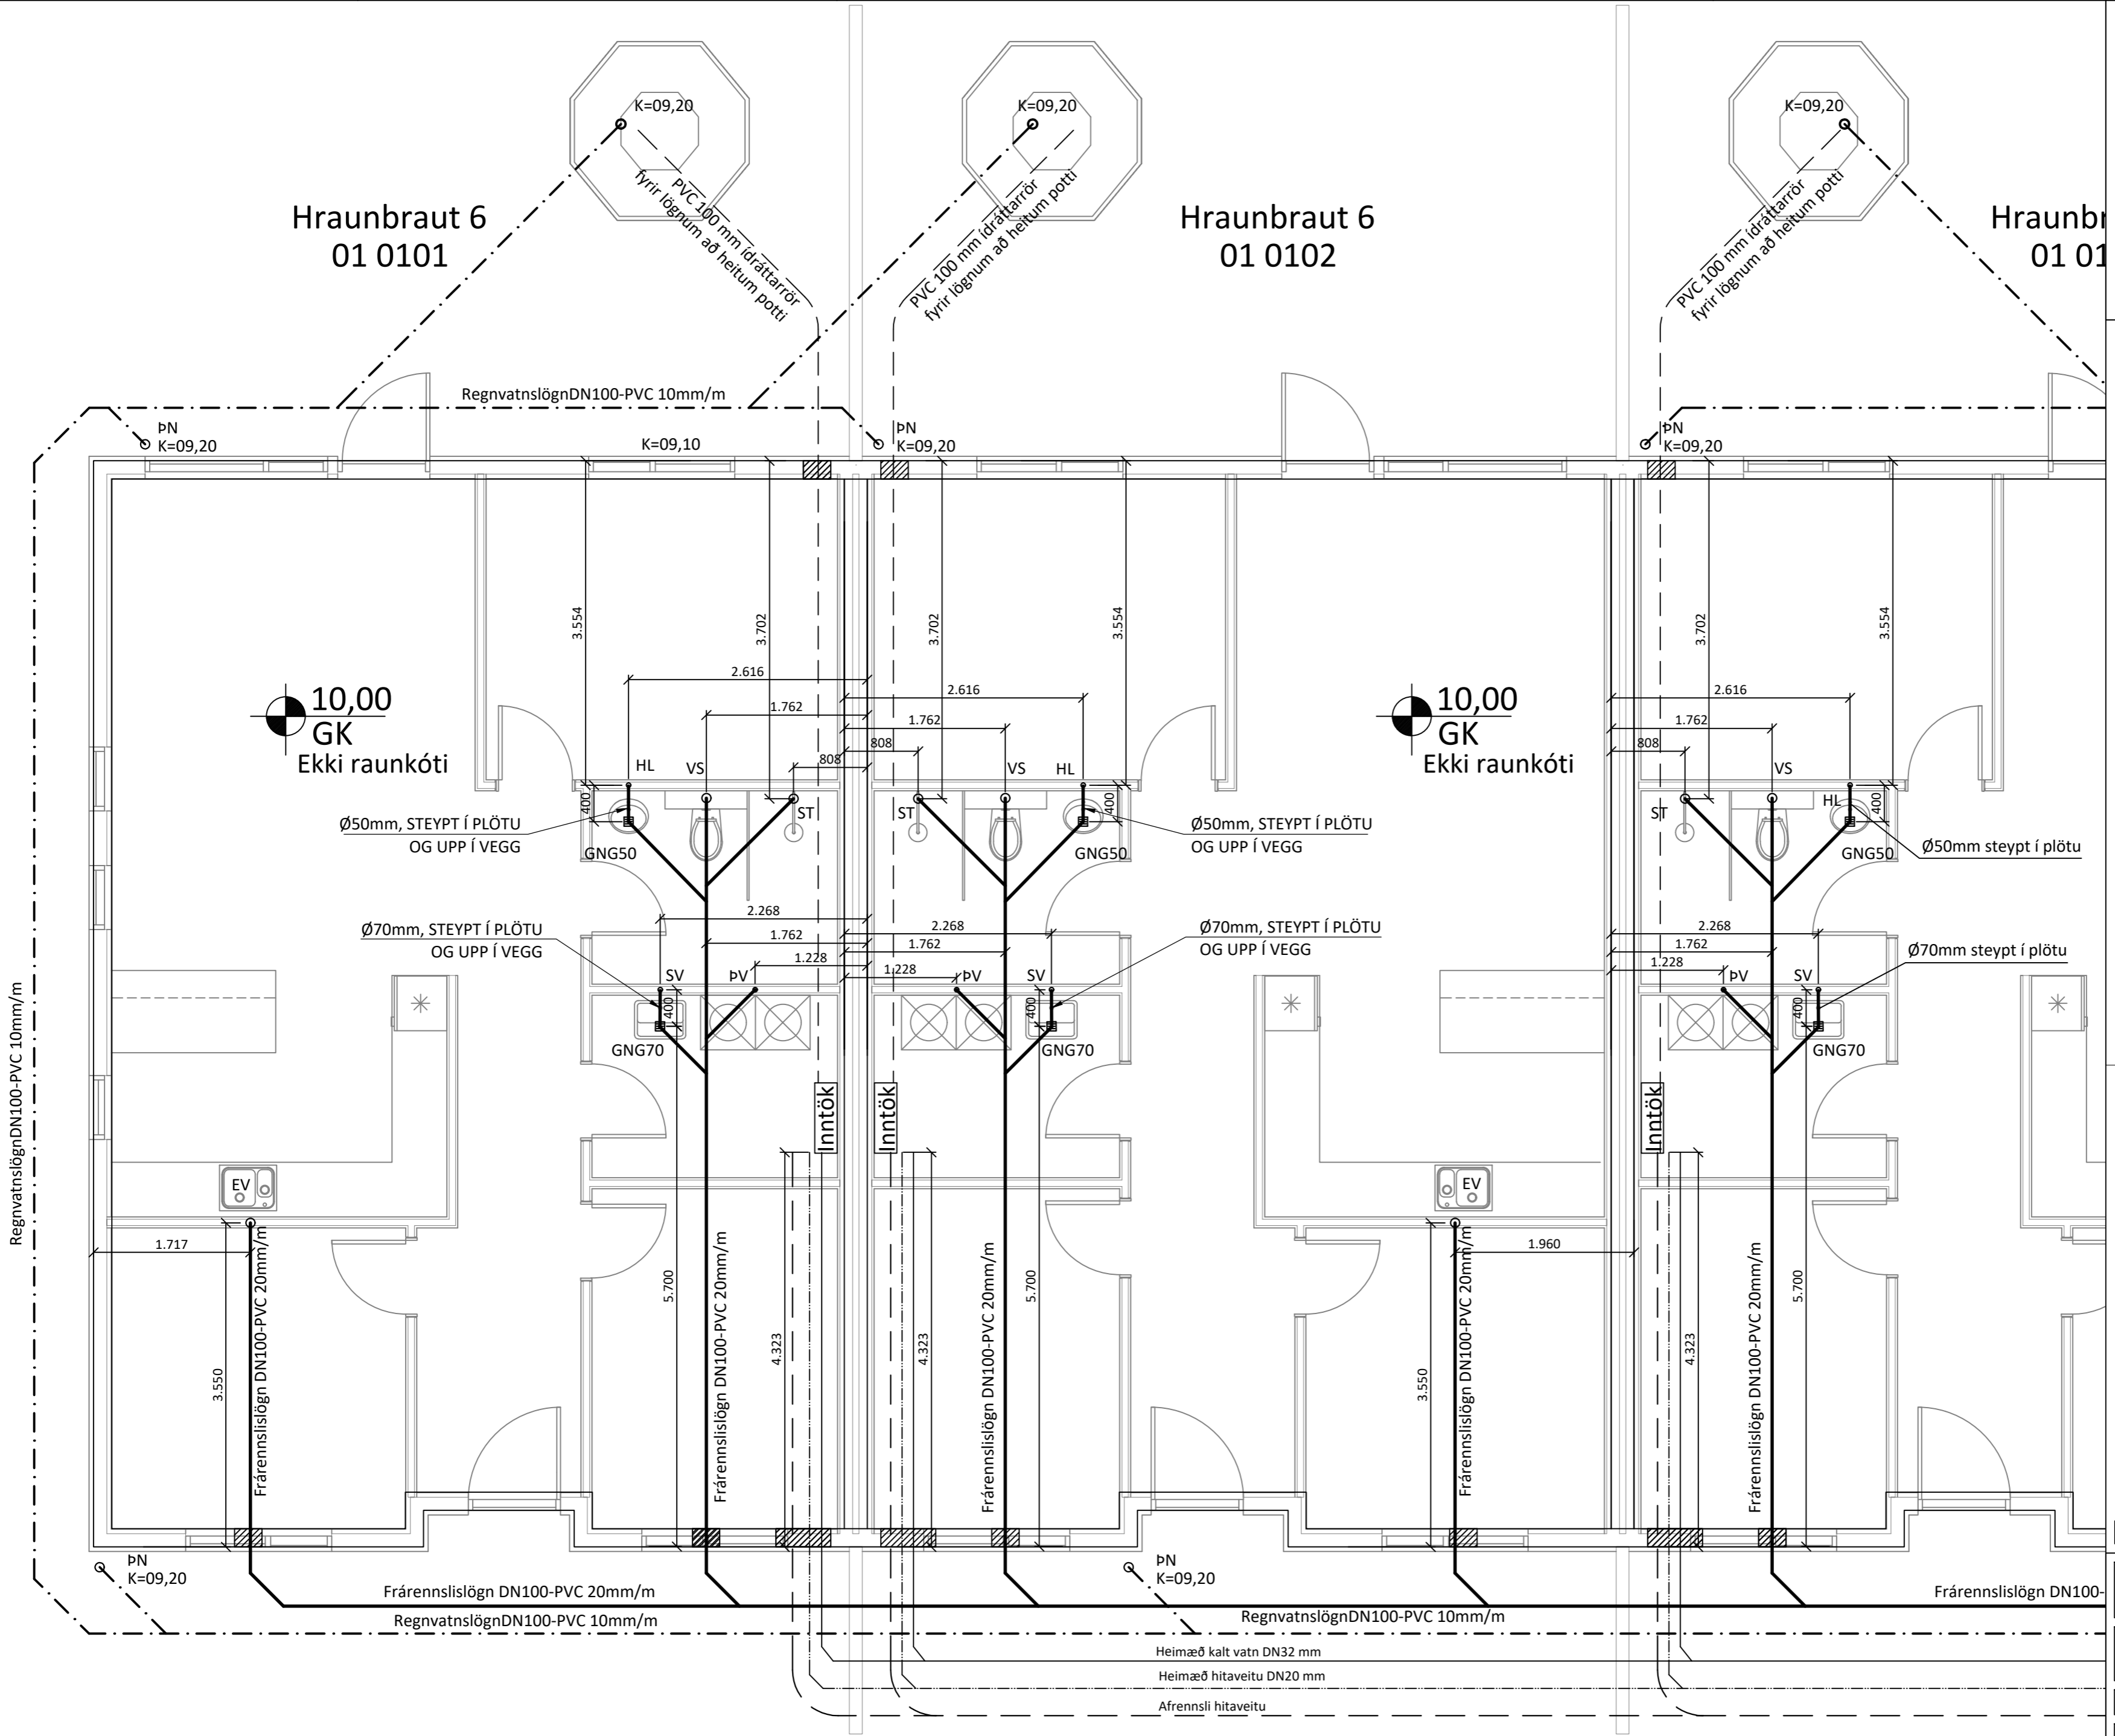 K=09,20
K=09,20
K=09,20
Hraunbraut 6
01 0101
PVC 100 mm ídráttarrör
fyrir lögnum að heitum potti
PVC 100 mm ídráttarrör
fyrir lögnum að heitum potti
Hraunbraut 6
01 0102
PVC 100 mm ídráttarrör
fyrir lögnum að heitum potti
RegnvatnslögnDN100-PVC 10mm/m
ÞN
K=09,20
K=09,10
ÞN
K=09,20
ÞN
K=09,20
3.554
3.702
3.702
3.554
3.702
3.554
10,00
GK
Ekki raunkóti
10,00
GK
Ekki raunkóti
2.616
1.762
808
2.616
1.762
808
2.616
1.762
808
HL
VS
ST
400
GNG50
Ø50mm, STEYPT Í PLÖTU
OG UPP Í VEGG
ST
VS
HL
400
GNG50
Ø50mm, STEYPT Í PLÖTU
OG UPP Í VEGG
ST
VS
HL
400
GNG50
Ø50mm steypt í plötu
2.268
1.762
1.228
2.268
1.762
1.228
2.268
1.762
1.228
Ø70mm, STEYPT Í PLÖTU
OG UPP Í VEGG
SV
ÞV
400
GNG70
ÞV
SV
400
GNG70
Ø70mm, STEYPT Í PLÖTU
OG UPP Í VEGG
ÞV
SV
400
GNG70
Ø70mm steypt í plötu
RegnvatnslögnDN100-PVC 10mm/m
Inntök
Inntök
Inntök
EV
EV
1.717
1.960
3.550
Frárennslislögn DN100-PVC 20mm/m
5.700
Frárennslislögn DN100-PVC 20mm/m
4.323
4.323
Frárennslislögn DN100-PVC 20mm/m
5.700
3.550
Frárennslislögn DN100-PVC 20mm/m
4.323
Frárennslislögn DN100-PVC 20mm/m
5.700
ÞN
K=09,20
ÞN
K=09,20
Frárennslislögn DN100-PVC 20mm/m
Frárennslislögn DN100-
RegnvatnslögnDN100-PVC 10mm/m
RegnvatnslögnDN100-PVC 10mm/m
Heimæð kalt vatn DN32 mm
Heimæð hitaveitu DN20 mm
Afrennsli hitaveitu